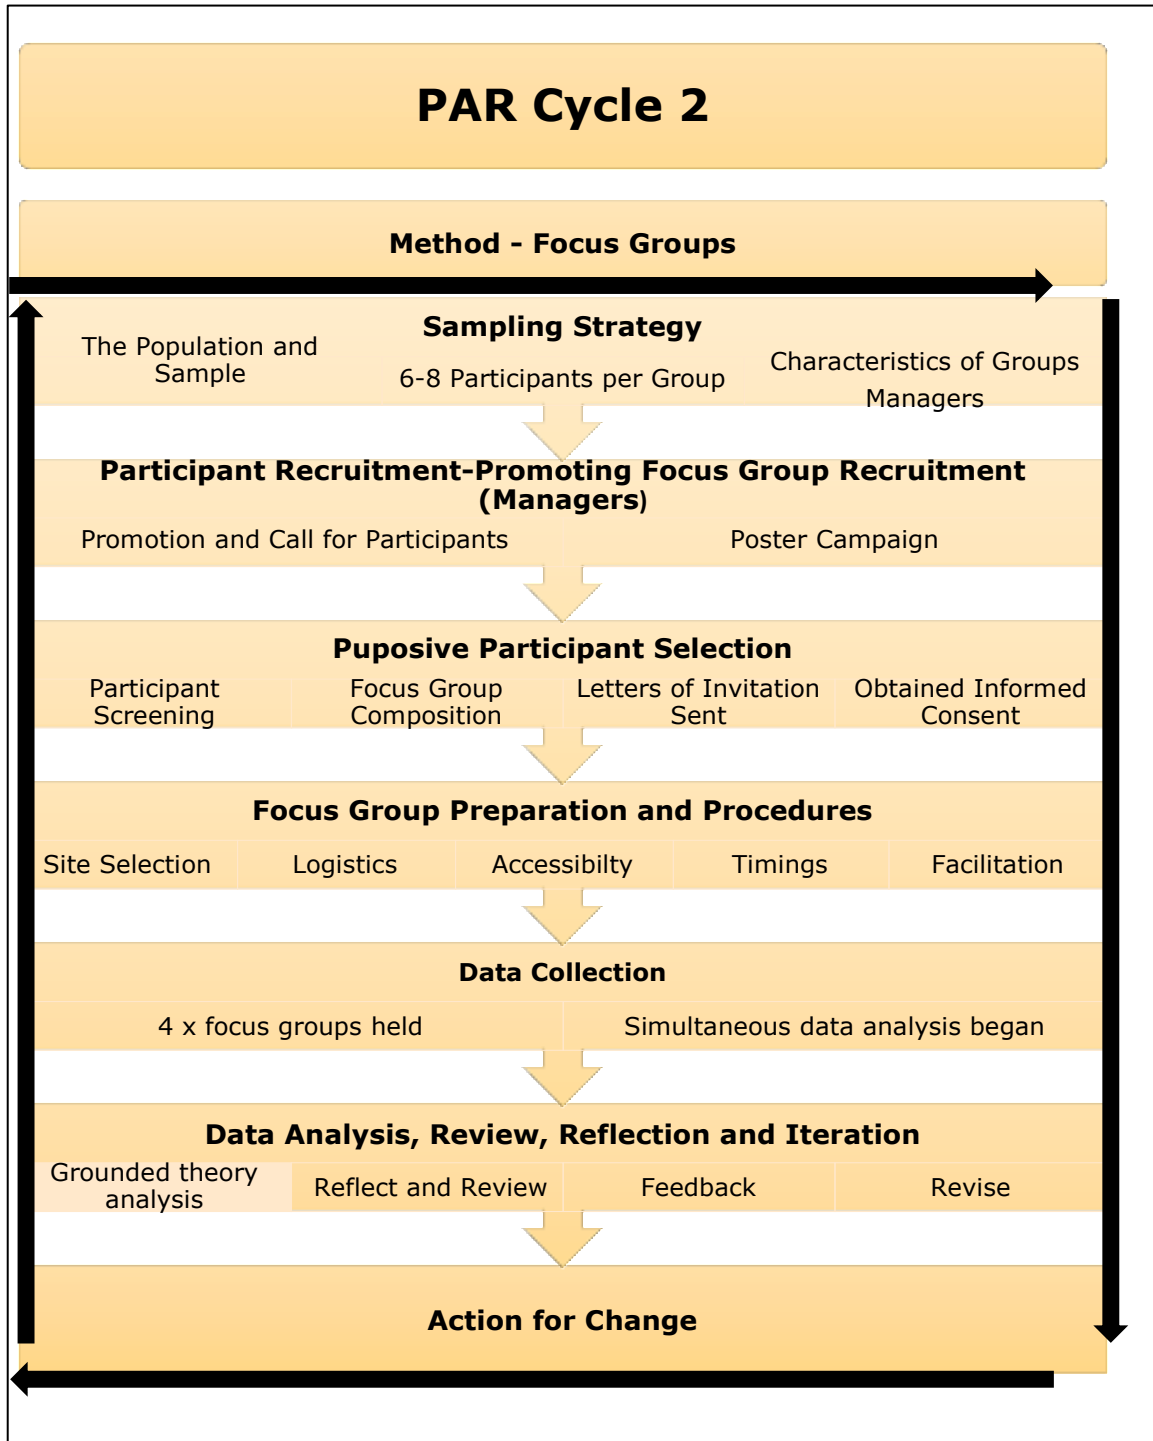 PAR Cycle 2
Method - Focus Groups
Sampling Strategy
The Population and
Sample
6-8 Participants per Group
Characteristics of Groups
Managers
Participant Recruitment-Promoting Focus Group Recruitment
(Managers)
Promotion and Call for Participants
Poster Campaign
Puposive Participant Selection
Participant
Screening
Focus Group
Composition
Letters of Invitation
Sent
Obtained Informed
Consent
Focus Group Preparation and Procedures
Site Selection
Logistics
Accessibilty
Timings
Facilitation
Data Collection
4 x focus groups held
Simultaneous data analysis began
Data Analysis, Review, Reflection and Iteration
Grounded theory
analysis
Reflect and Review
Feedback
Revise
Action for Change